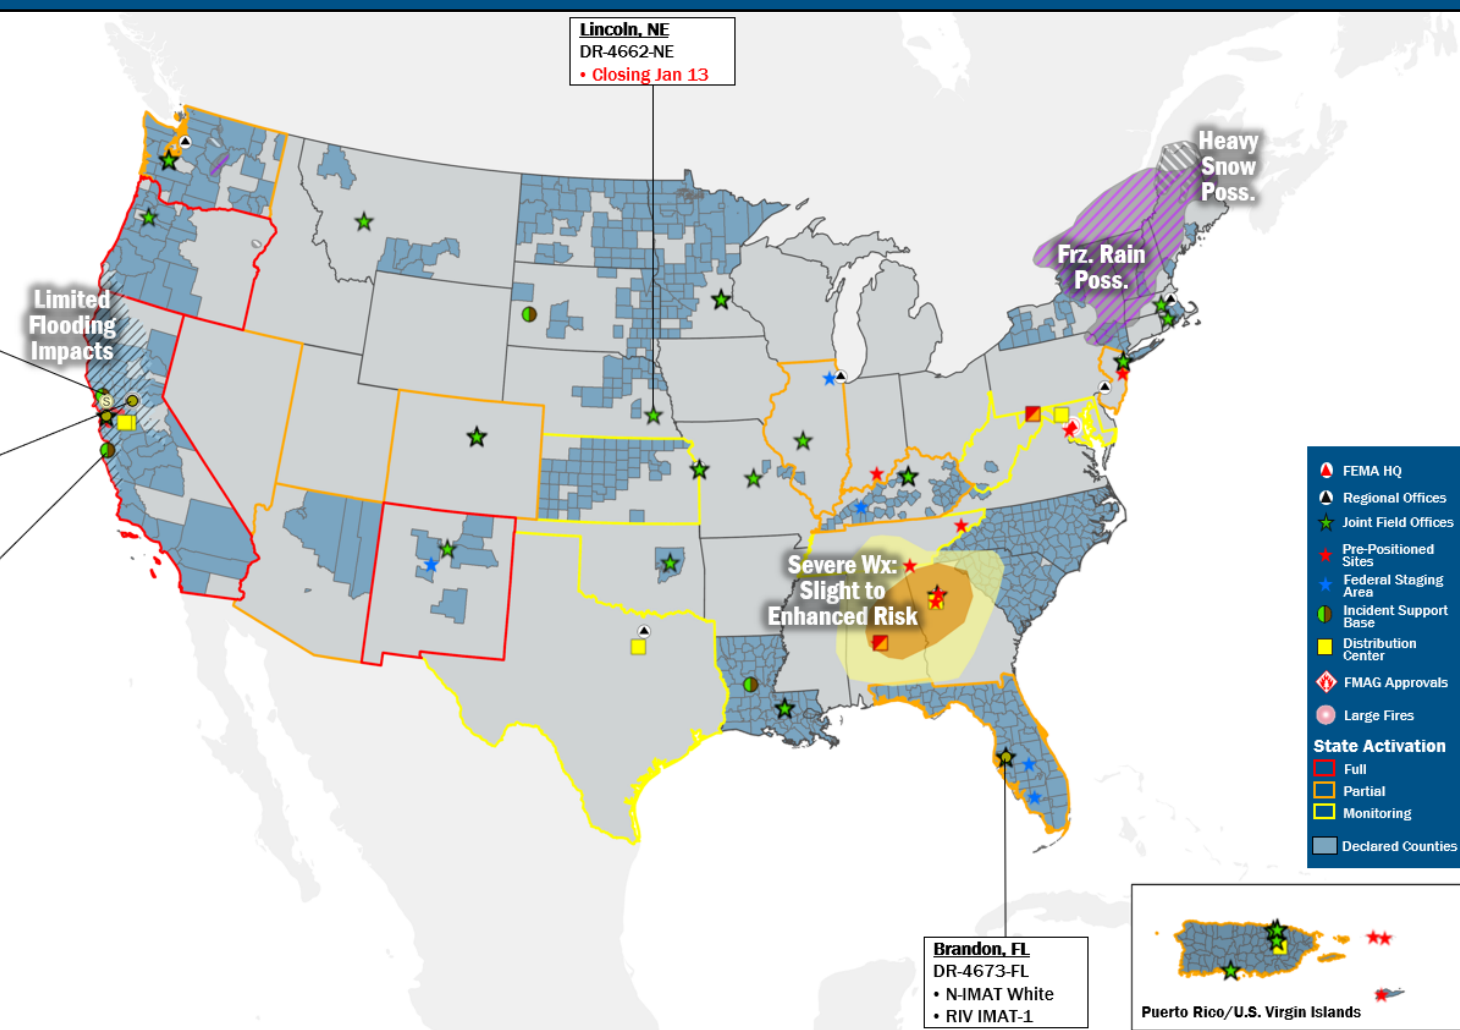 Lincoln, NE
DR-4662-NE
• Closing Jan 13
Heavy
Snow
Poss.
Frz. Rain
Poss.
Limited
Flooding
Impacts
S
Severe Wx:
Slight to
Enhanced Risk
FEMA HQ
Regional Offices
Joint Field Offices
Pre-Positioned
Sites
Federal Staging
Area
Incident Support
Base
Distribution
Center
FMAG Approvals
Large Fires
State Activation
Full
Partial
Monitoring
Declared Counties
Brandon, FL
DR-4673-FL
• N-IMAT White
• RIV IMAT-1
Puerto Rico/U.S. Virgin Islands